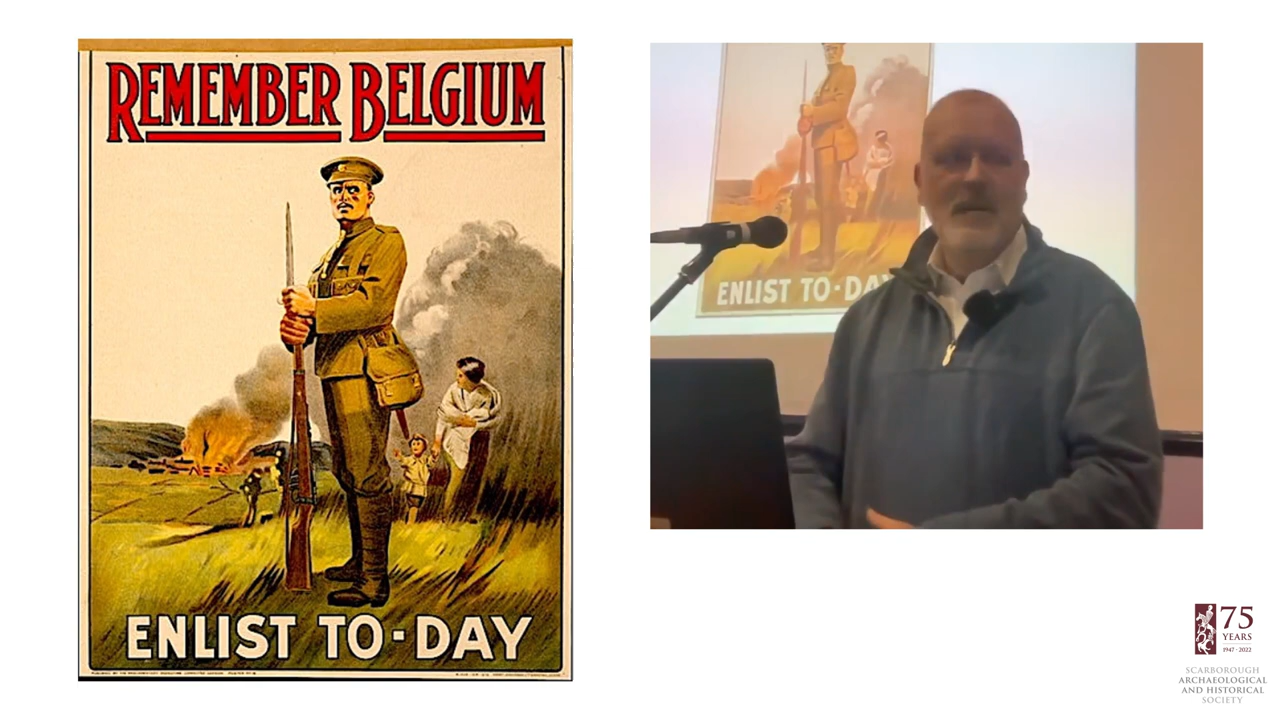 REMEMBER BELGIUM
ENLIST TO-DAY
ENLIST TO-DA
75
YEARS
1947 - 2022
SCARBOROUGH
ARCHAEOLOGICAL
AND HISTORICAL
SOCIETY